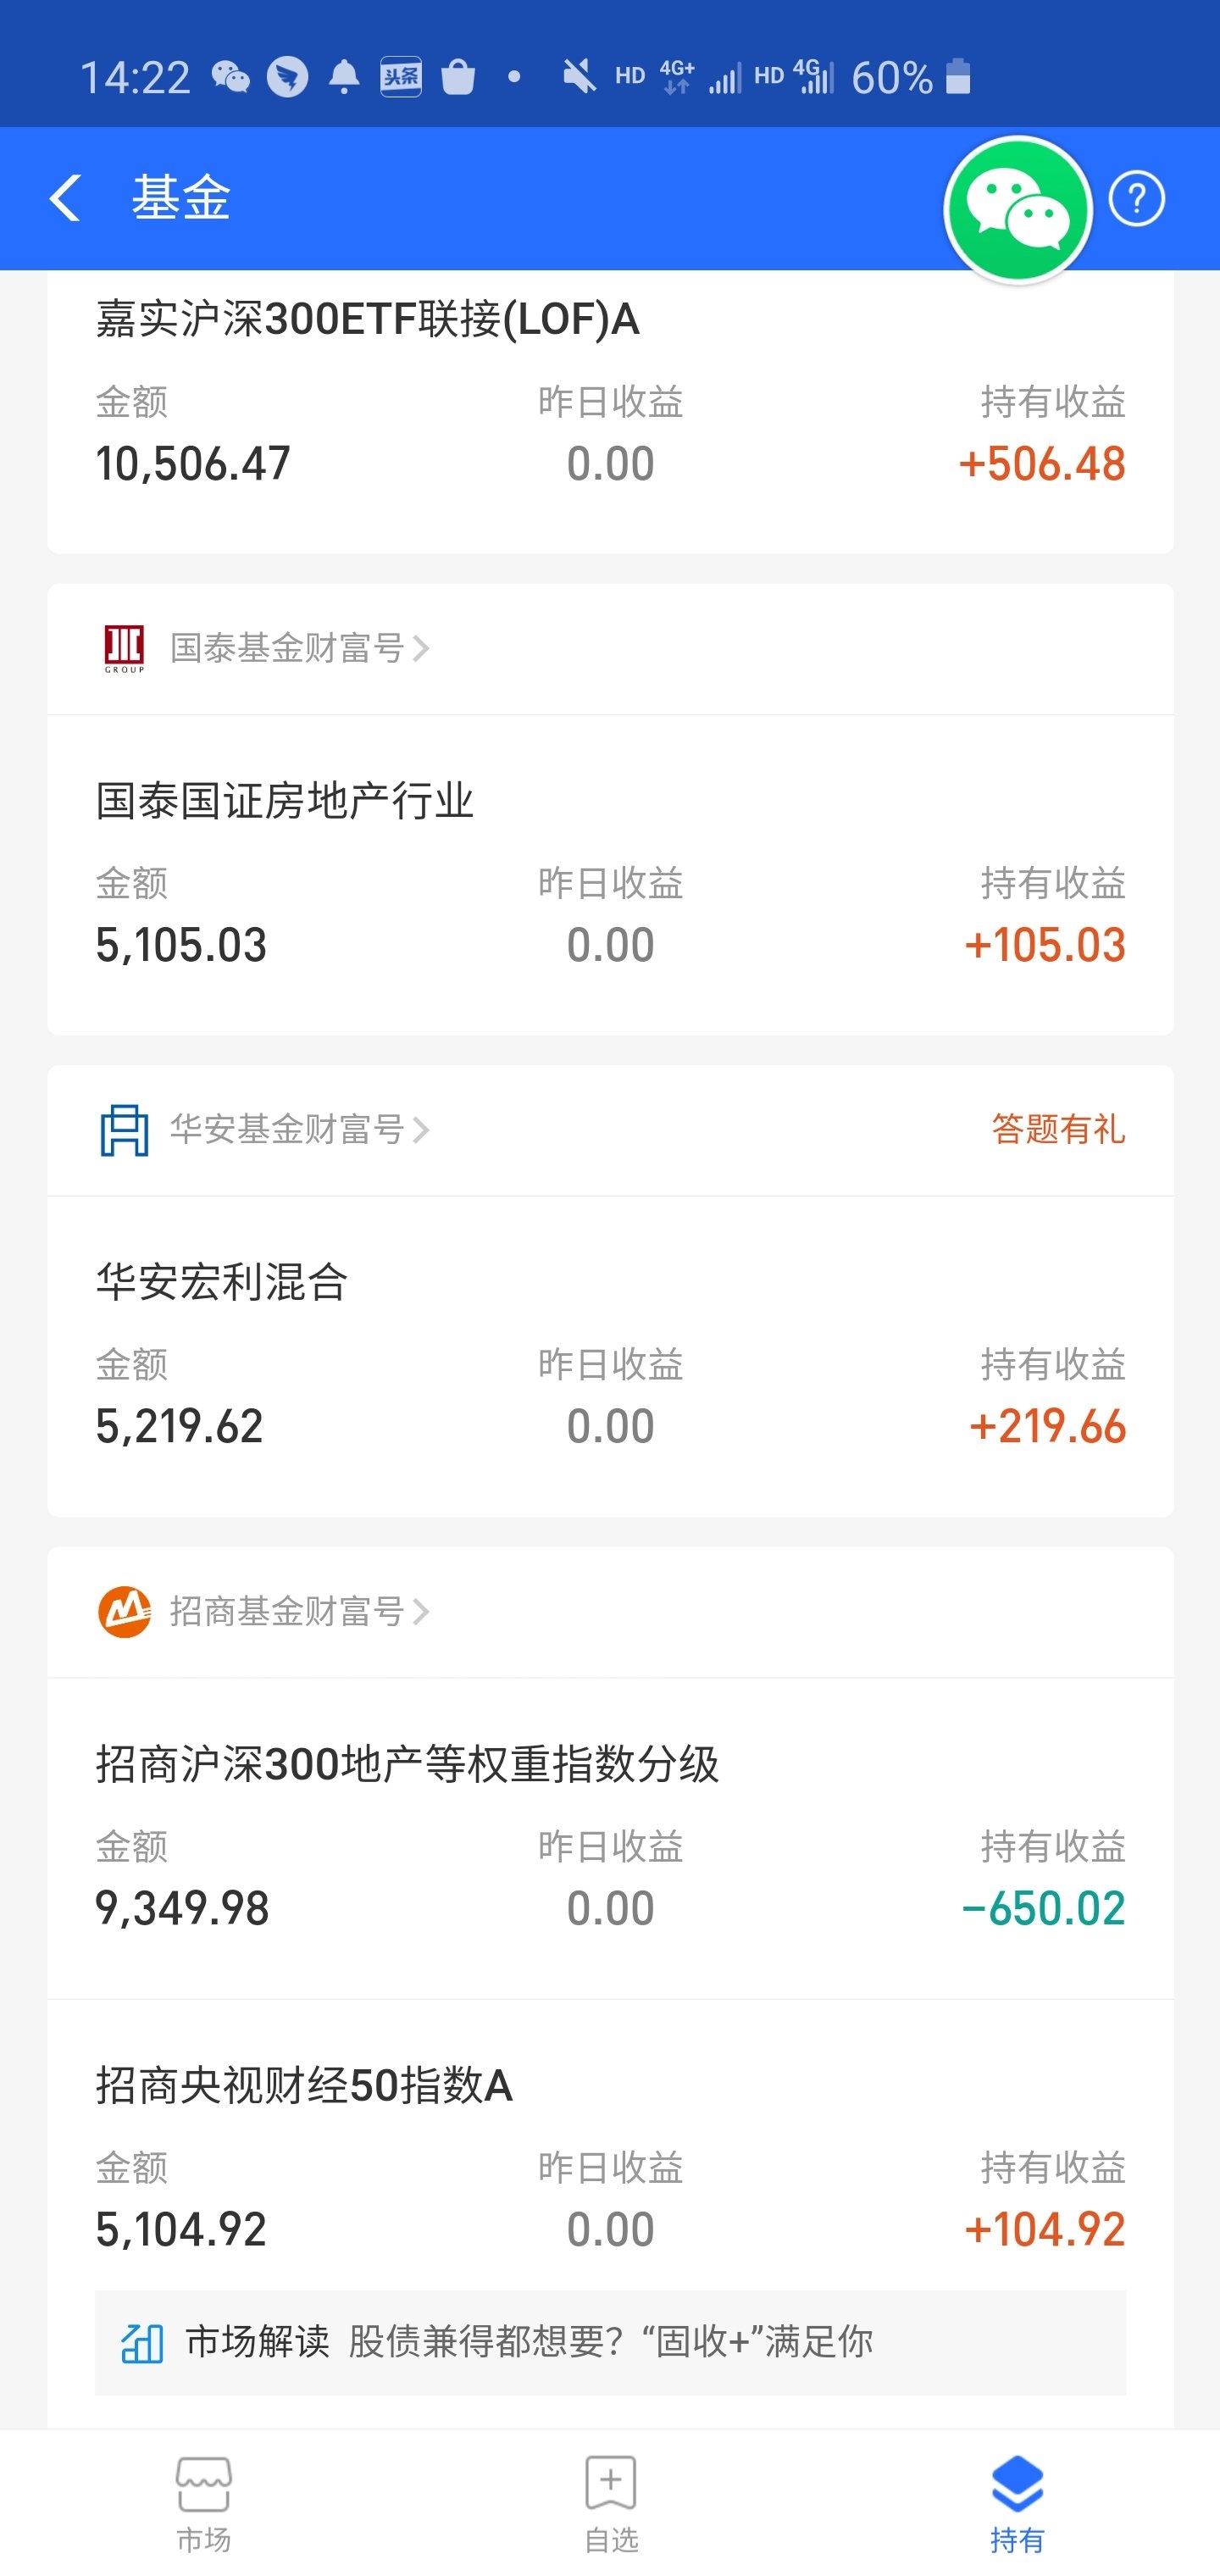 14:22 头条 HD 4G+ HD 4G 60%
基金
嘉实沪深300ETF联接(LOF)A
金额 昨日收益 持有收益
10,506.47 0.00 +506.48
GROUP 国泰基金财富号
国泰国证房地产行业
金额 昨日收益 持有收益
5,105.03 0.00 +105.03
华安基金财富号 答题有礼
华安宏利混合
金额 昨日收益 持有收益
5,219.62 0.00 +219.66
招商基金财富号
招商沪深300地产等权重指数分级
金额 昨日收益 持有收益
9,349.98 0.00 -650.02
招商央视财经50指数A
金额 昨日收益 持有收益
5,104.92 0.00 +104.92
市场解读 股债兼得都想要？“固收+”满足你
市场 自选 持有